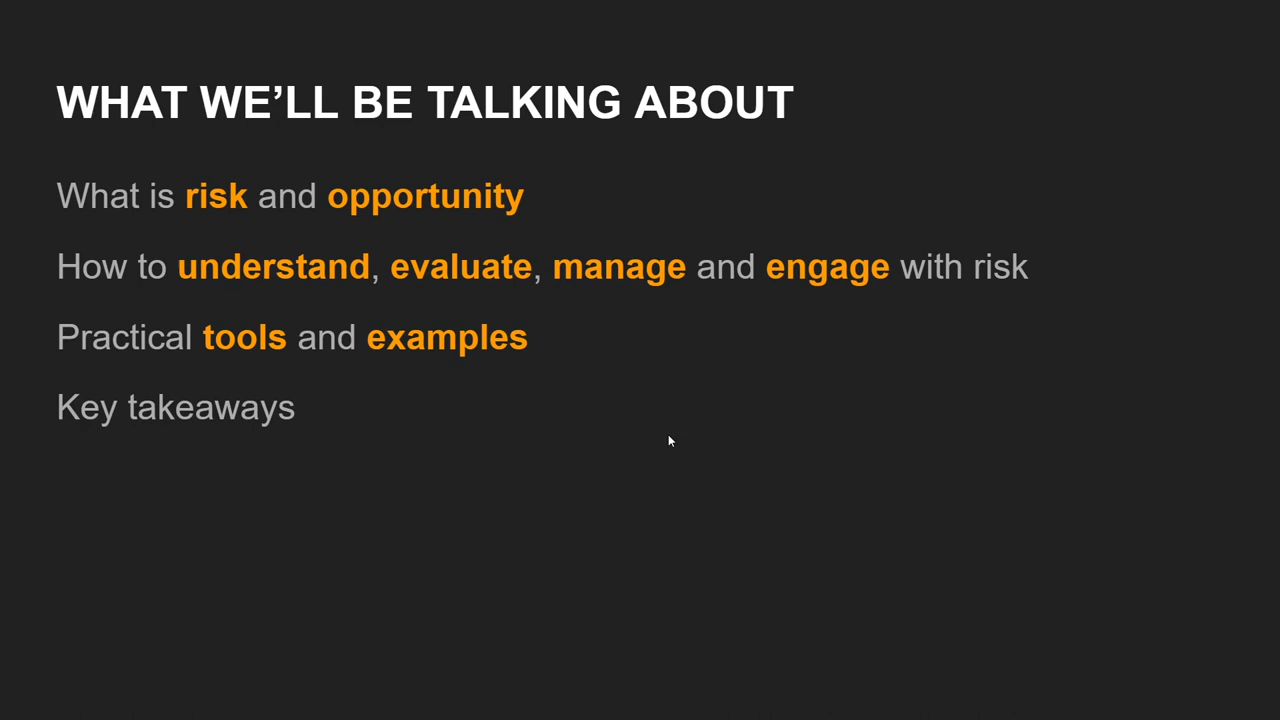 WHAT WE’LL BE TALKING ABOUT
What is risk and opportunity
How to understand, evaluate, manage and engage with risk
Practical tools and examples
Key takeaways